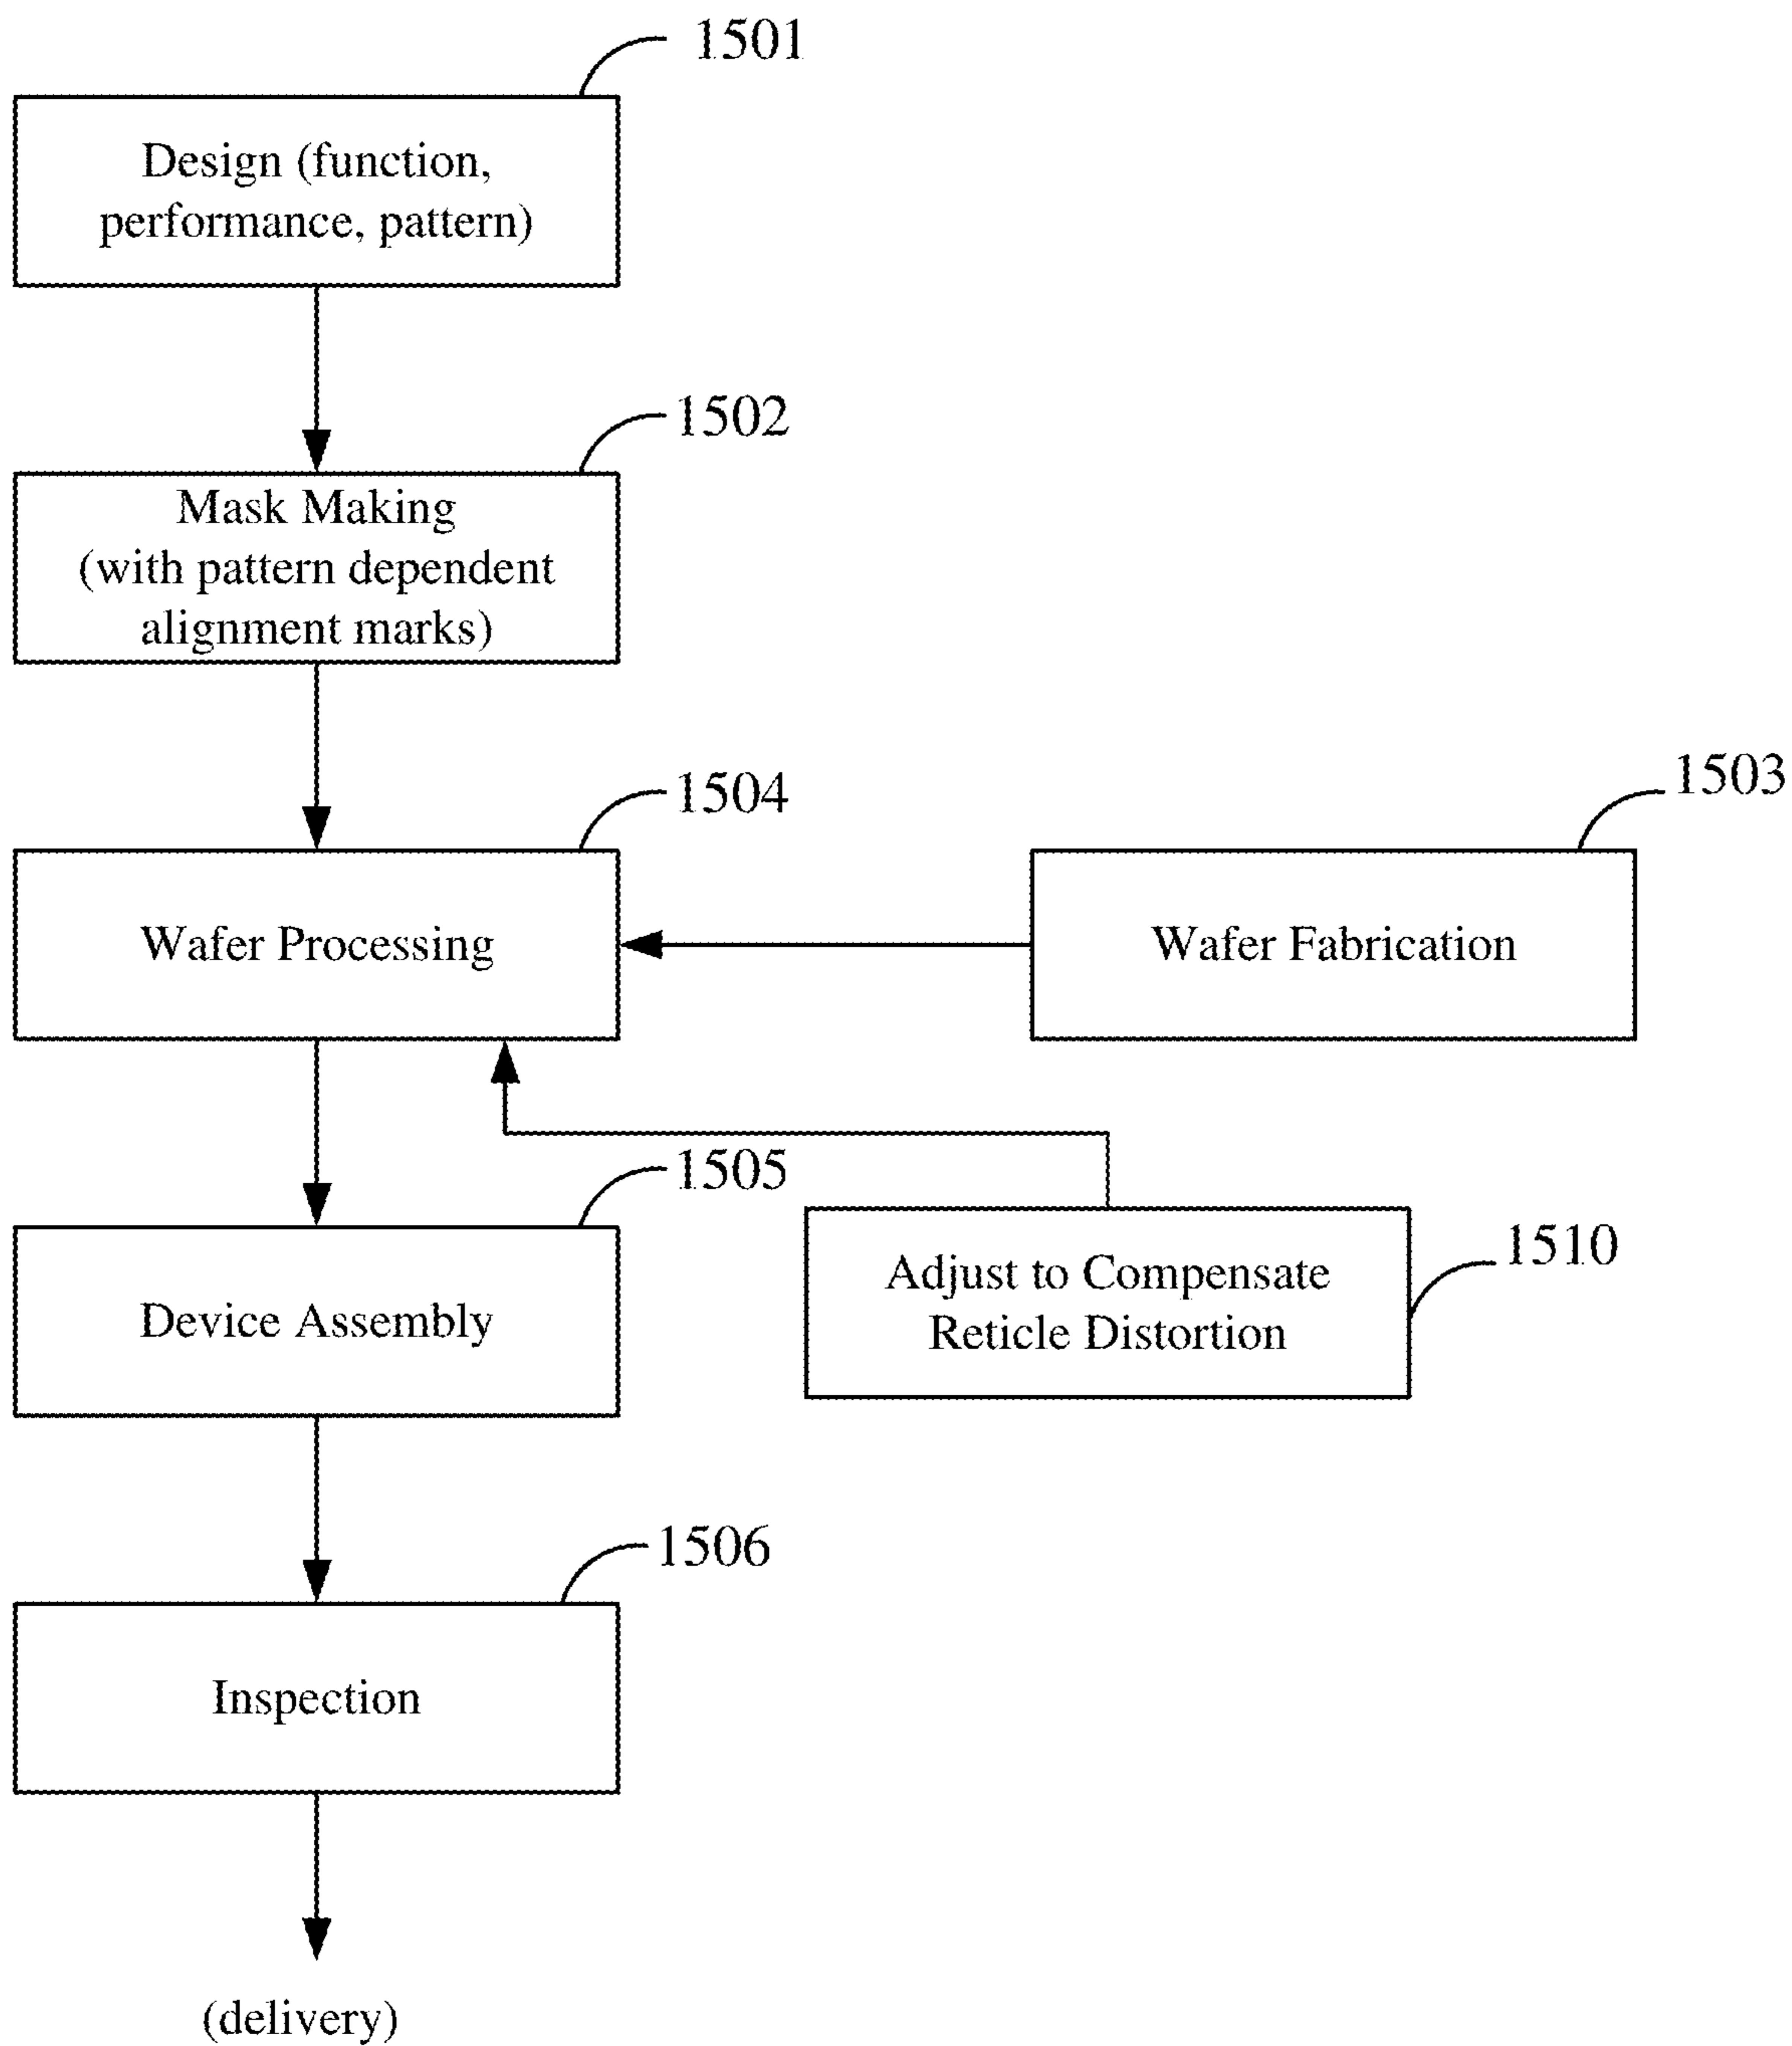 1501
Design (function,
performance, pattern)
1502
Mask Making
(with pattern dependent
alignment marks)
1504
Wafer Processing
1503
Wafer Fabrication
1505
Device Assembly
1510
Adjust to Compensate
Reticle Distortion
1506
Inspection
(delivery)